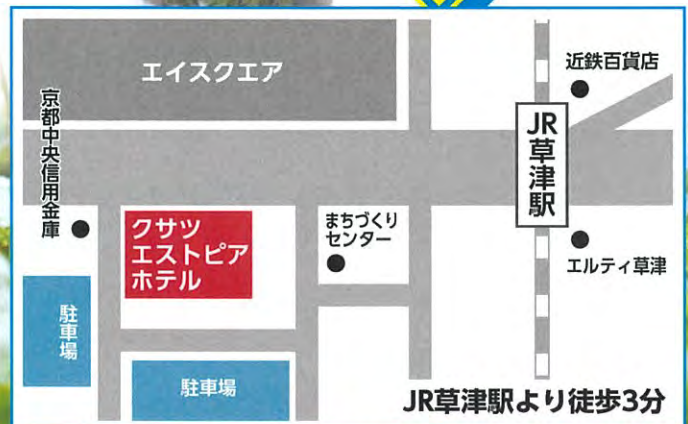 エイスクエア
近鉄百貨店
京都中央信用金庫
JR
草津駅
クサツ
エストピア
ホテル
まちづくり
センター
エルティ草津
駐車場
駐車場
JR草津駅より徒歩3分